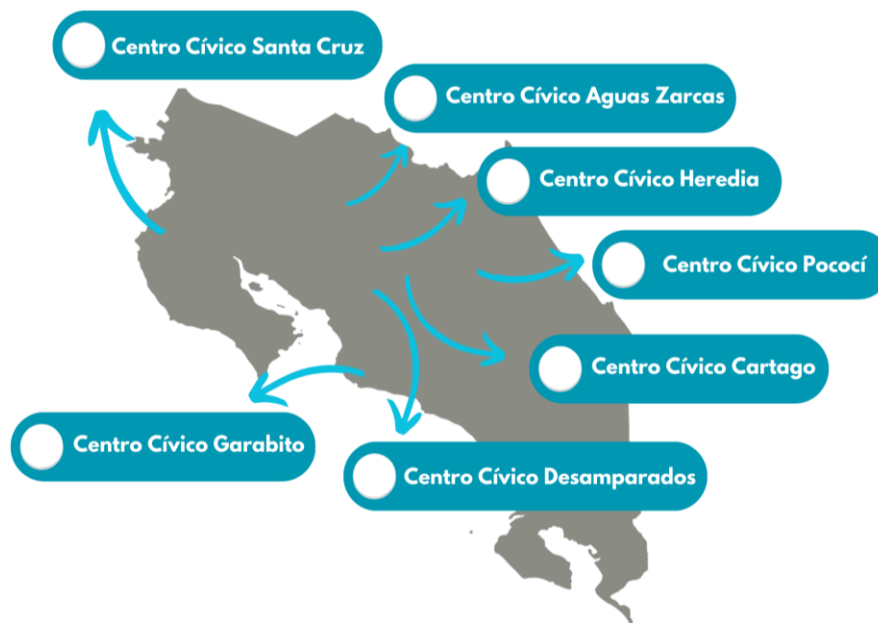 Centro Cívico Santa Cruz
Centro Cívico Aguas Zarcas
Centro Cívico Heredia
Centro Cívico Pococí
Centro Cívico Cartago
Centro Cívico Garabito
Centro Cívico Desamparados